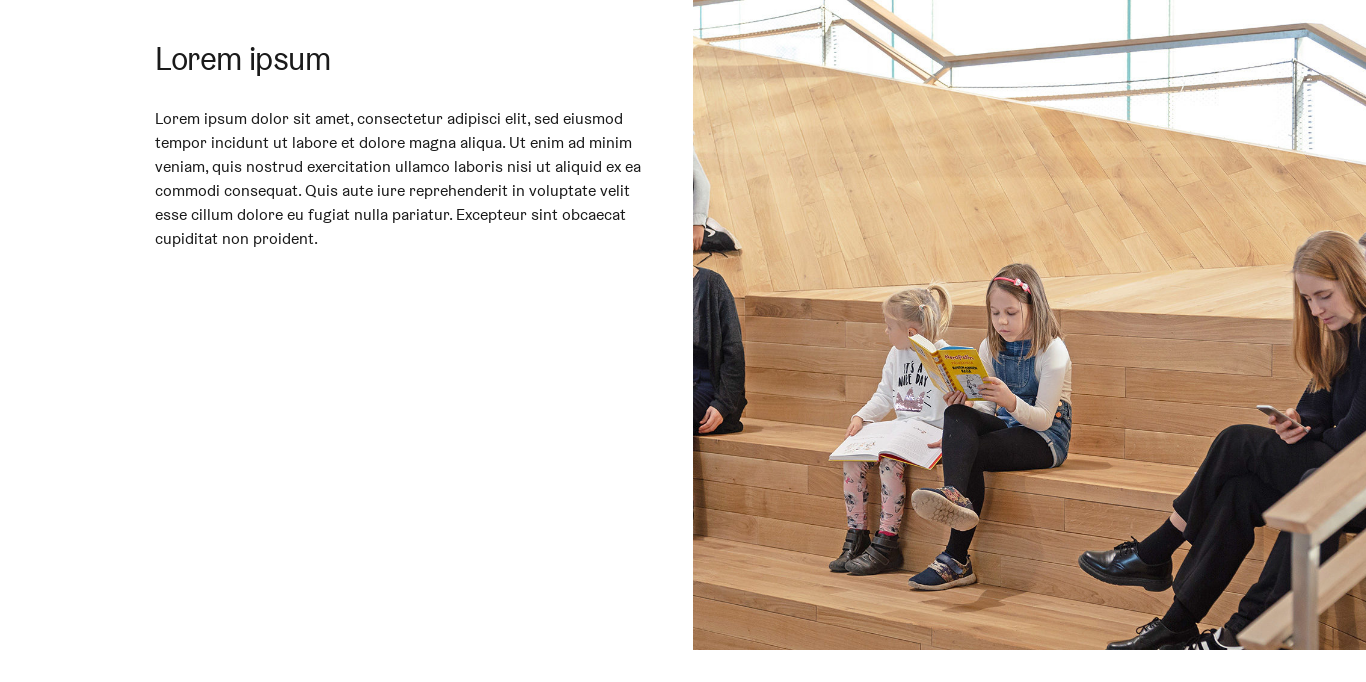 Lorem ipsum
Lorem ipsum dolor sit amet, consectetur adipisci elit, sed eiusmod
tempor incidunt ut labore et dolore magna aliqua. Ut enim ad minim
veniam, quis nostrud exercitation ullamco laboris nisi ut aliquid ex ea
commodi consequat. Quis aute iure reprehenderit in voluptate velit
esse cillum dolore eu fugiat nulla pariatur. Excepteur sint obcaecat
cupiditat non proident.
IT'S A
NICE DAY